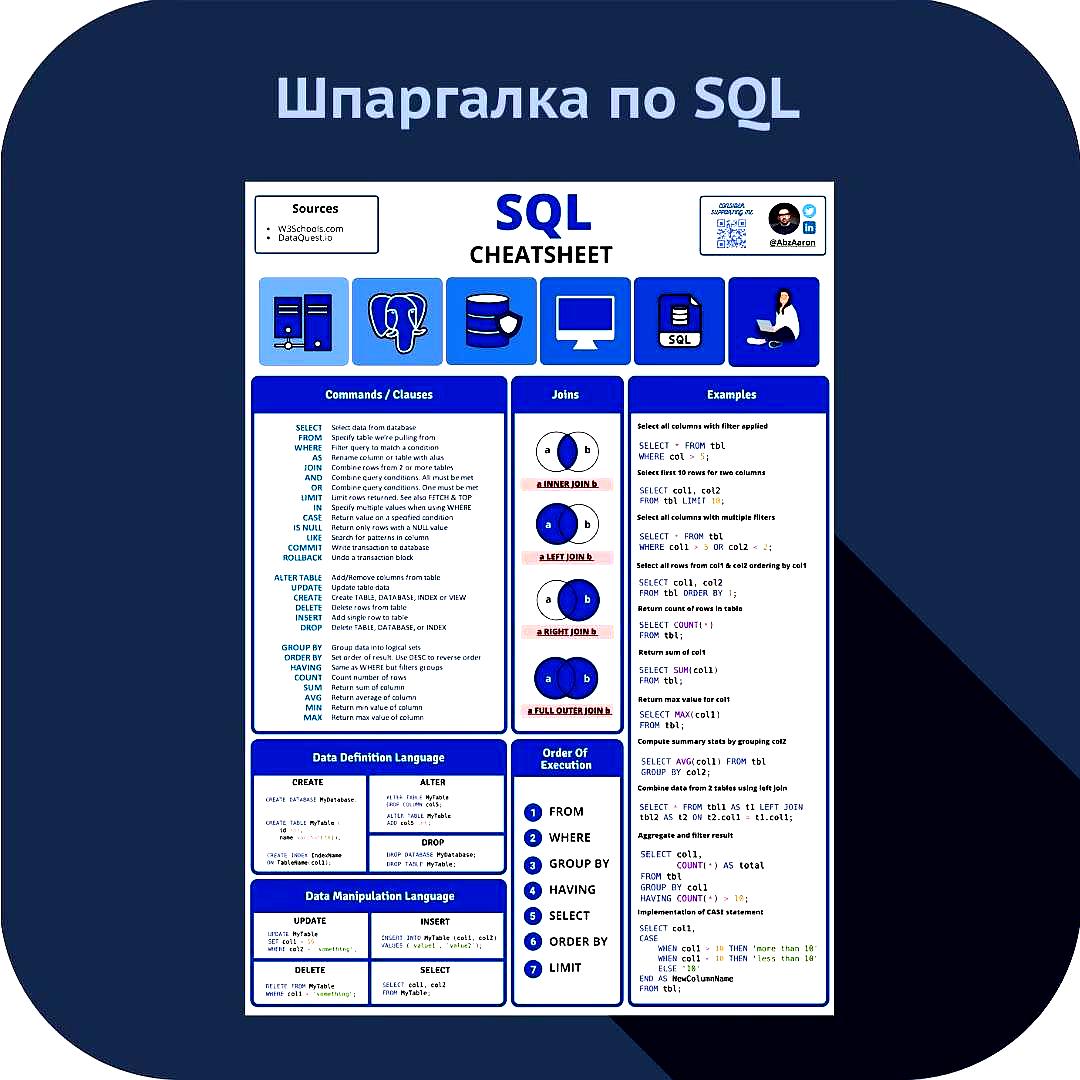 Шпаргалка по SQL
Sources
• W3Schools.com
• DataQuest.io
SQL
CHEATSHEET
CONSIDER
SUPPORTING ME
@AbzAaron
SQL
Commands / Clauses
SELECT Select data from database
FROM Specify table we're pulling from
WHERE Filter query to match a condition
AS Rename column or table with alias
JOIN Combine rows from 2 or more tables
AND Combine query conditions. All must be met
OR Combine query conditions. One must be met
LIMIT Limit rows returned. See also FETCH & TOP
IN Specify multiple values when using WHERE
CASE Return value on a specified condition
IS NULL Return only rows with a NULL value
LIKE Search for patterns in column
COMMIT Write transaction to database
ROLLBACK Undo a transaction block
ALTER TABLE Add/Remove columns from table
UPDATE Update table data
CREATE Create TABLE, DATABASE, INDEX or VIEW
DELETE Delete rows from table
INSERT Add single row to table
DROP Delete TABLE, DATABASE, or INDEX
GROUP BY Group data into logical sets
ORDER BY Set order of result. Use DESC to reverse order
HAVING Same as WHERE but filters groups
COUNT Count number of rows
SUM Return sum of column
AVG Return average of column
MIN Return min value of column
MAX Return max value of column
Joins
a b
a INNER JOIN b
a b
a LEFT JOIN b
a b
a RIGHT JOIN b
a b
a FULL OUTER JOIN b
Examples
Select all columns with filter applied
SELECT * FROM tbl
WHERE col > 5;
Select first 10 rows for two columns
SELECT col1, col2
FROM tbl LIMIT 10;
Select all columns with multiple filters
SELECT * FROM tbl
WHERE col1 > 5 OR col2 < 2;
Select all rows from col1 & col2 ordering by col1
SELECT col1, col2
FROM tbl ORDER BY 1;
Return count of rows in table
SELECT COUNT(*)
FROM tbl;
Return sum of col1
SELECT SUM(col1)
FROM tbl;
Return max value for col1
SELECT MAX(col1)
FROM tbl;
Compute summary stats by grouping col2
SELECT AVG(col1) FROM tbl
GROUP BY col2;
Combine data from 2 tables using left join
SELECT * FROM tbl1 AS t1 LEFT JOIN
tbl2 AS t2 ON t2.col1 = t1.col1;
Aggregate and filter result
SELECT col1,
COUNT(*) AS total
FROM tbl
GROUP BY col1
HAVING COUNT(*) > 10;
Implementation of CASE statement
SELECT col1,
CASE
WHEN col1 > 10 THEN 'more than 10'
WHEN col1 < 10 THEN 'less than 10'
ELSE '10'
END AS NewColumnName
FROM tbl;
Data Definition Language
CREATE
CREATE DATABASE MyDatabase;
CREATE TABLE MyTable (
id
name
CREATE INDEX IndexName
ON TableName(col1);
ALTER
ALTER TABLE MyTable
DROP COLUMN col5;
ALTER TABLE MyTable
ADD col5
DROP
DROP DATABASE MyDatabase;
DROP TABLE MyTable;
Order Of
Execution
1 FROM
2 WHERE
3 GROUP BY
4 HAVING
5 SELECT
6 ORDER BY
7 LIMIT
Data Manipulation Language
UPDATE
UPDATE MyTable
SET col1 =
WHERE col2 = 'something';
INSERT
INSERT INTO MyTable (col1, col2)
VALUES ('value1', 'value2');
DELETE
DELETE FROM MyTable
WHERE col1 = 'something';
SELECT
SELECT col1, col2
FROM MyTable;